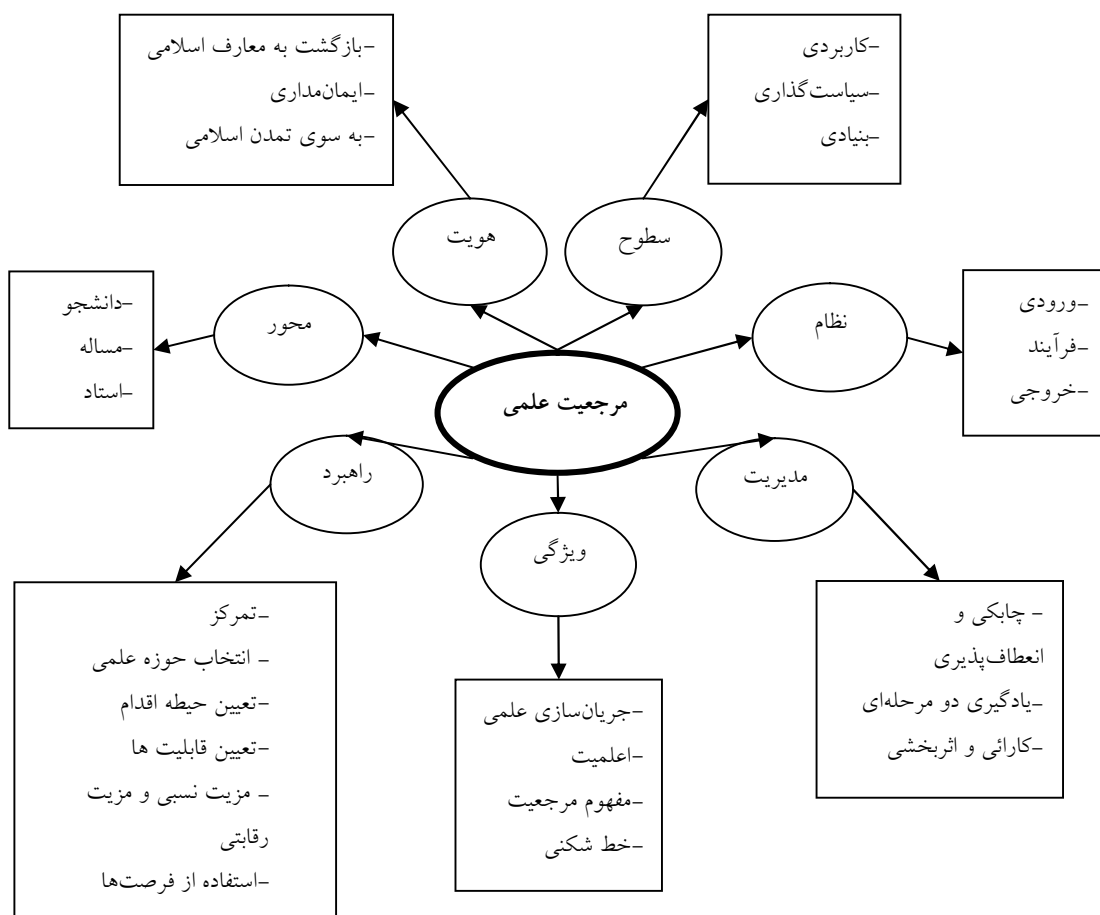 -بازگشت به معارف اسلامی
-ایمان‌مداری
-به سوی تمدن اسلامی
-کاربردی
-سیاست‌گذاری
-بنیادی
هویت
سطوح
-دانشجو
-مساله
-استاد
محور
نظام
-ورودی
-فرآیند
-خروجی
مرجعیت علمی
راهبرد
ویژگی
مدیریت
-تمرکز
- انتخاب حوزه علمی
-تعیین حیطه اقدام
-تعیین قابلیت ها
- مزیت نسبی و مزیت
رقابتی
-استفاده از فرصت‌ها
-جریان‌سازی علمی
-اعلمیت
-مفهوم مرجعیت
-خط شکنی
- چابکی و
انعطاف‌پذیری
-یادگیری دو مرحله‌ای
-کارائی و اثربخشی